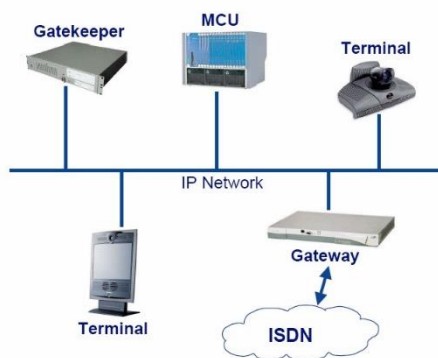 Gatekeeper
MCU
Terminal
IP Network
Terminal
Gateway
ISDN